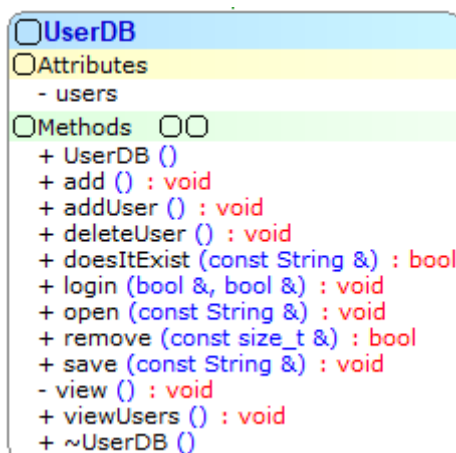 UserDB
Attributes
- users
Methods
+ UserDB ()
+ add () : void
+ addUser () : void
+ deleteUser () : void
+ doesItExist (const String &) : bool
+ login (bool &, bool &) : void
+ open (const String &) : void
+ remove (const size_t &) : bool
+ save (const String &) : void
- view () : void
+ viewUsers () : void
+ ~UserDB ()